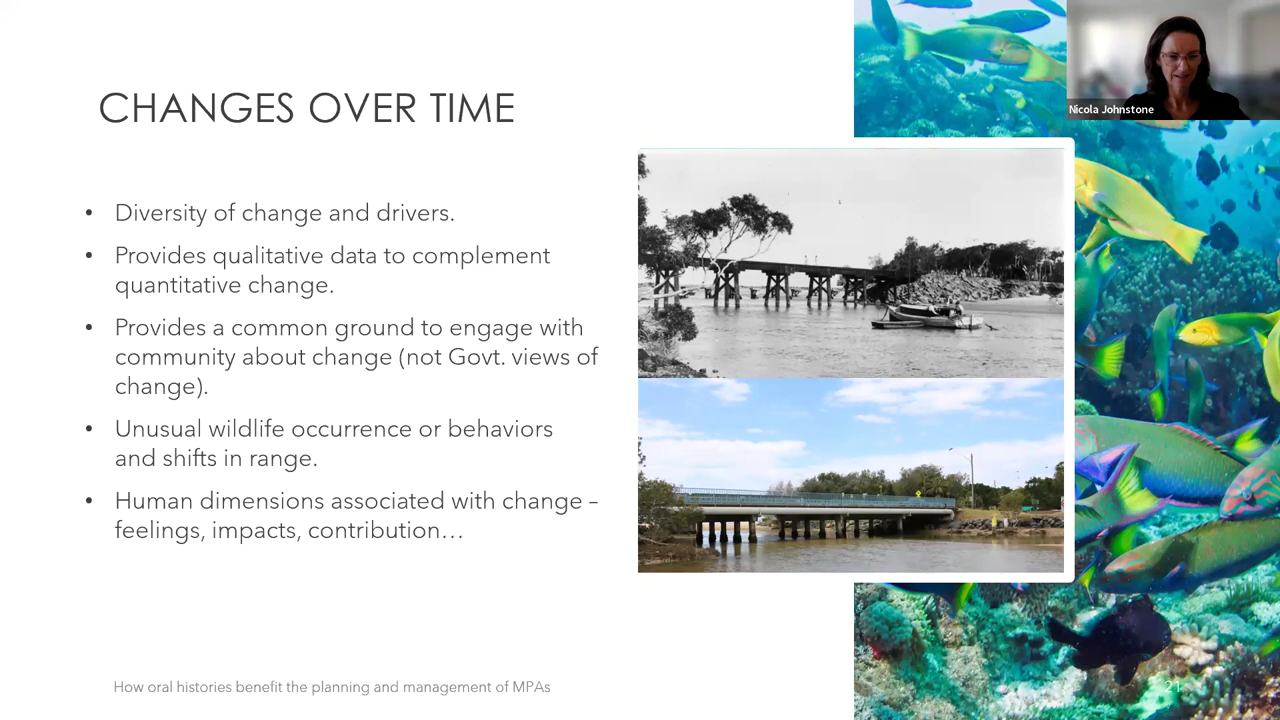 CHANGES OVER TIME
Nicola Johnstone
• Diversity of change and drivers.
• Provides qualitative data to complement
quantitative change.
• Provides a common ground to engage with
community about change (not Govt. views of
change).
• Unusual wildlife occurrence or behaviors
and shifts in range.
• Human dimensions associated with change –
feelings, impacts, contribution…
How oral histories benefit the planning and management of MPAs
21